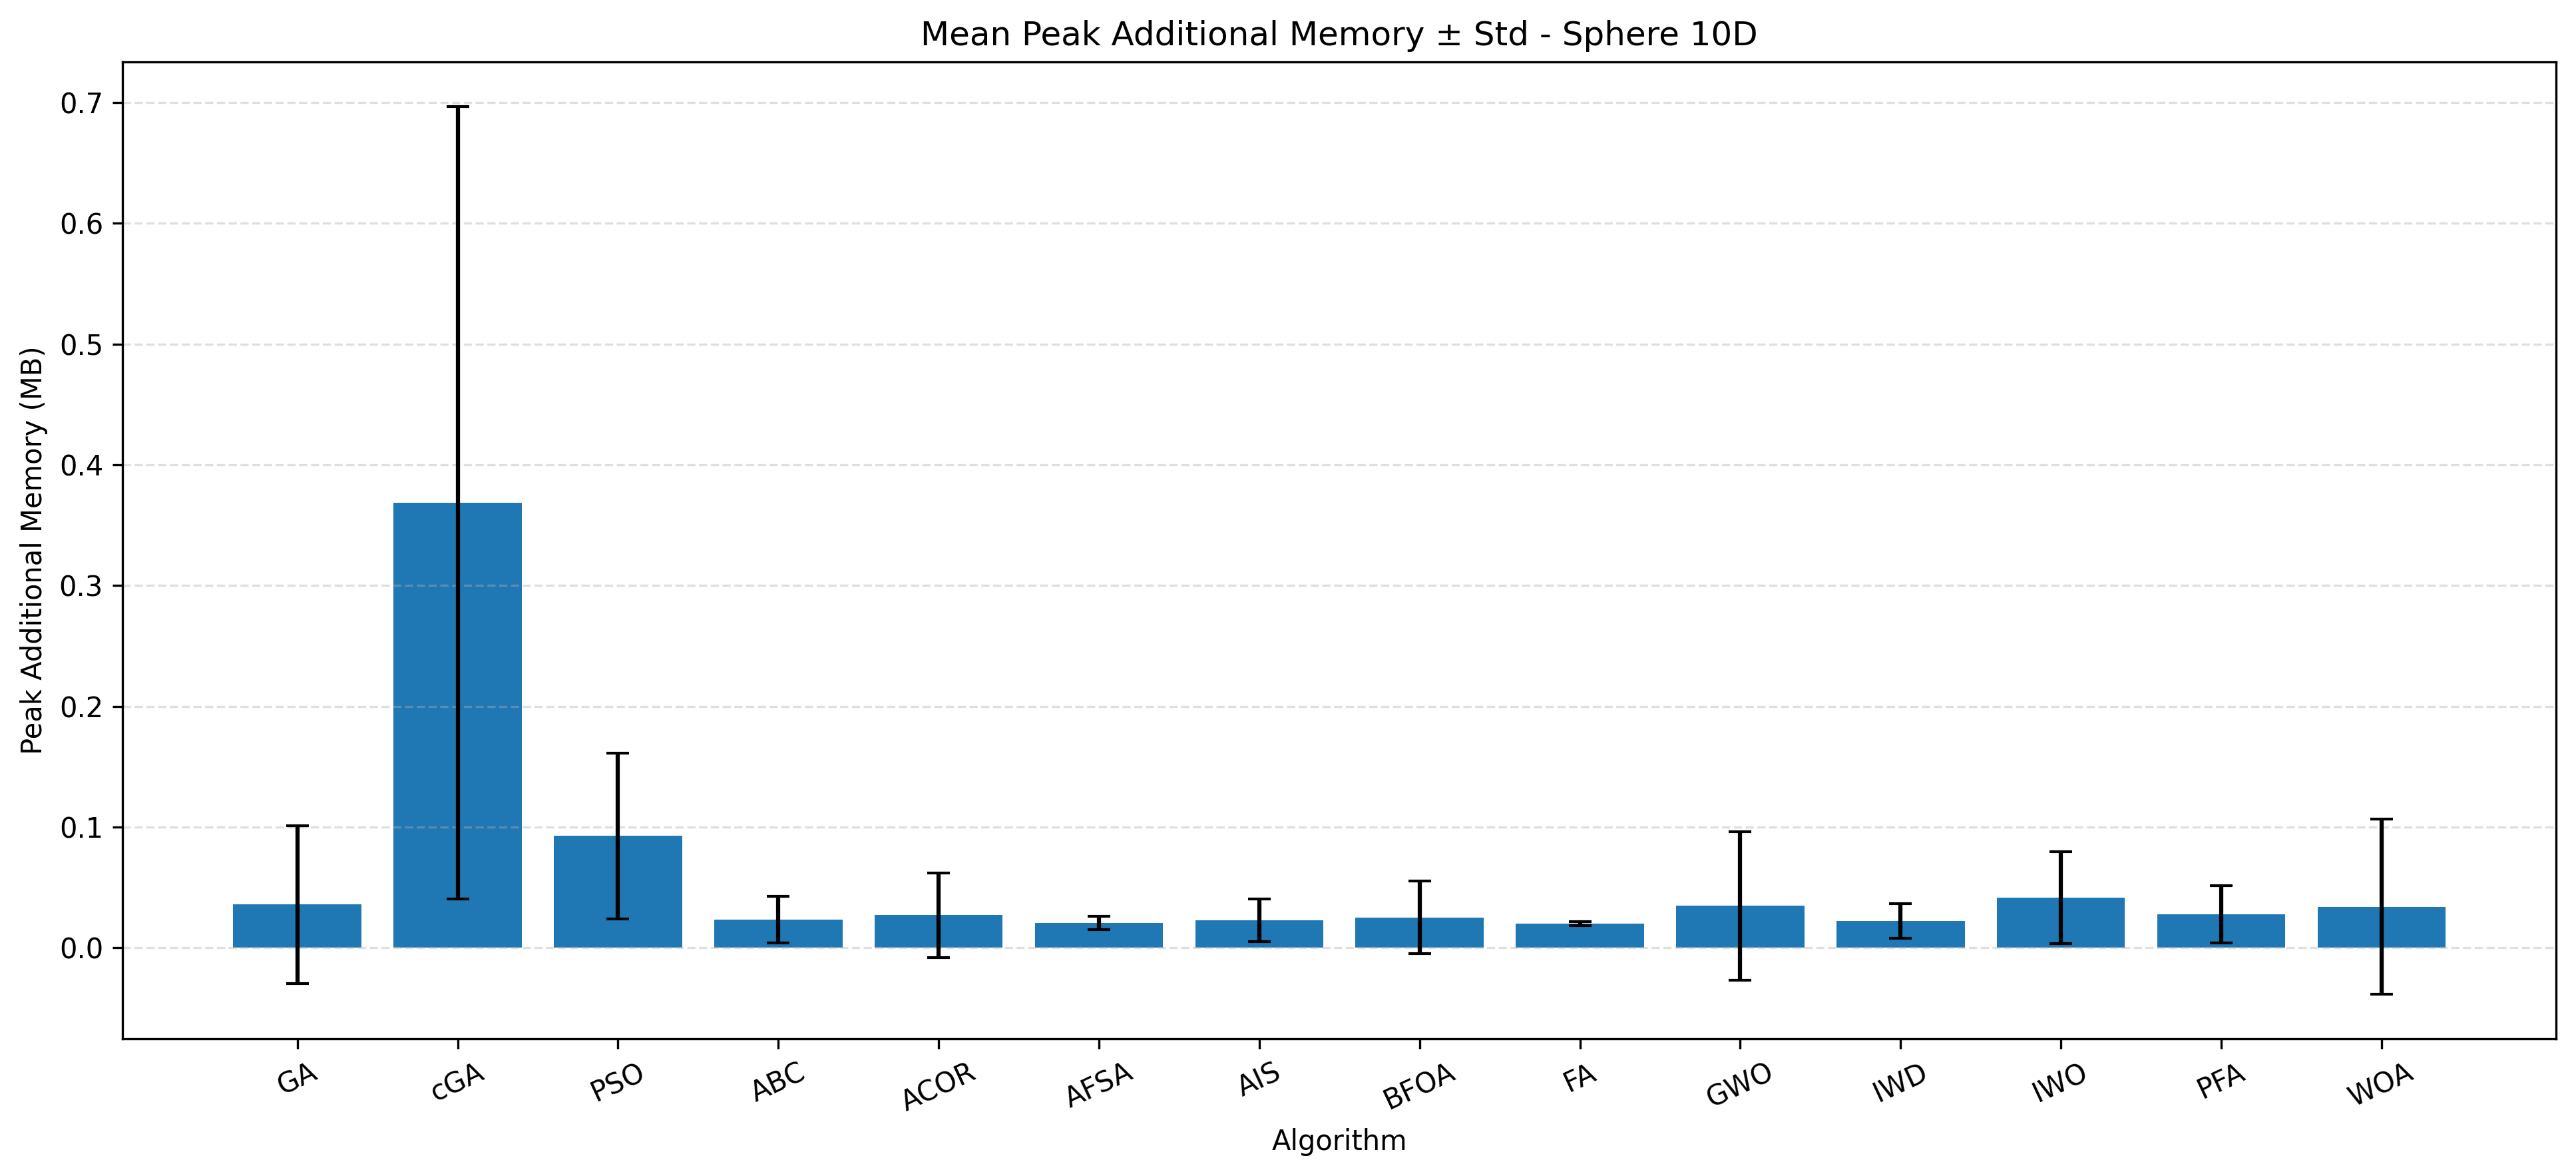 Mean Peak Additional Memory ± Std - Sphere 10D
Peak Additional Memory (MB)
0.7
0.6
0.5
0.4
0.3
0.2
0.1
0.0
GA cGA PSO ABC ACOR AFSA AIS BFOA FA GWO IWD IWO PFA WOA
Algorithm